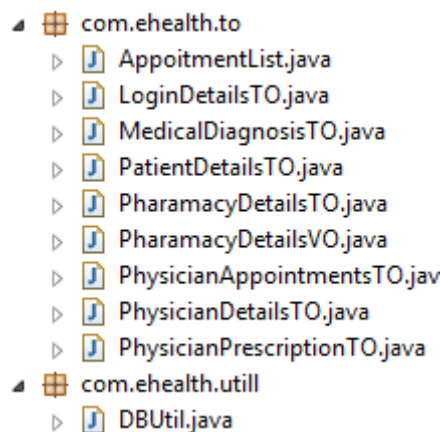 com.ehealth.to
AppoitmentList.java
LoginDetailsTO.java
MedicalDiagnosisTO.java
PatientDetailsTO.java
PharamacyDetailsTO.java
PharamacyDetailsVO.java
PhysicianAppointmentsTO.jav
PhysicianDetailsTO.java
PhysicianPrescriptionTO.java
com.ehealth.utill
DBUtil.java